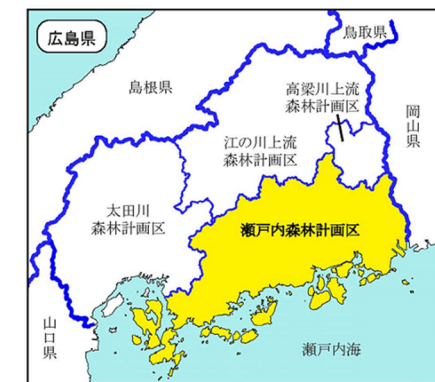 広島県
鳥取県
島根県
高梁川上流
森林計画区
岡山県
江の川上流
森林計画区
太田川
森林計画区
瀬戸内森林計画区
山口県
瀬戸内海